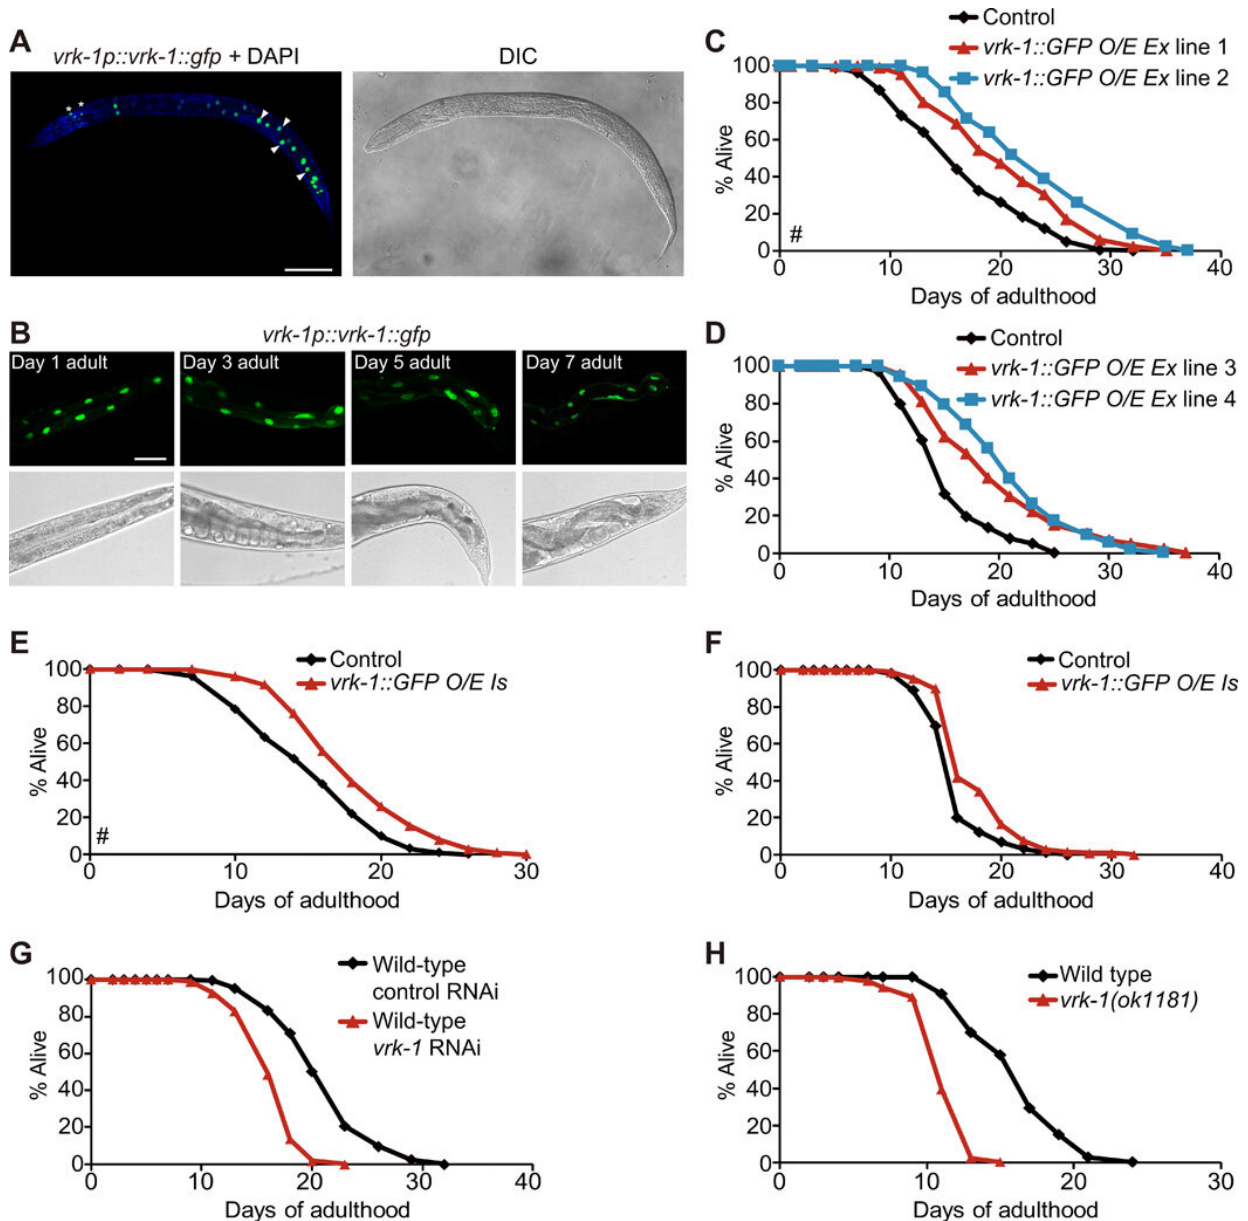 A
vrk-1p::vrk-1::gfp + DAPI
DIC
* *
B
vrk-1p::vrk-1::gfp
Day 1 adult
Day 3 adult
Day 5 adult
Day 7 adult
C
Control
vrk-1::GFP O/E Ex line 1
vrk-1::GFP O/E Ex line 2
% Alive
100
80
60
40
20
0
#
0 10 20 30 40
Days of adulthood
D
Control
vrk-1::GFP O/E Ex line 3
vrk-1::GFP O/E Ex line 4
% Alive
100
80
60
40
20
0
0 10 20 30 40
Days of adulthood
E
Control
vrk-1::GFP O/E Is
% Alive
100
80
60
40
20
0
#
0 10 20 30
Days of adulthood
F
Control
vrk-1::GFP O/E Is
% Alive
100
80
60
40
20
0
0 10 20 30 40
Days of adulthood
G
Wild-type
control RNAi
Wild-type
vrk-1 RNAi
% Alive
100
80
60
40
20
0
0 10 20 30 40
Days of adulthood
H
Wild type
vrk-1(ok1181)
% Alive
100
80
60
40
20
0
0 10 20 30
Days of adulthood